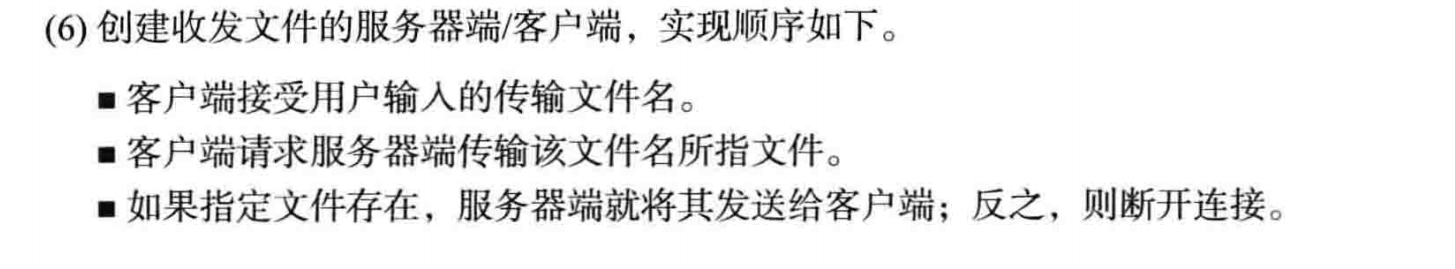 (6) 创建收发文件的服务器端/客户端，实现顺序如下。
■ 客户端接受用户输入的传输文件名。
■ 客户端请求服务器端传输该文件名所指文件。
■ 如果指定文件存在，服务器端就将其发送给客户端；反之，则断开连接。